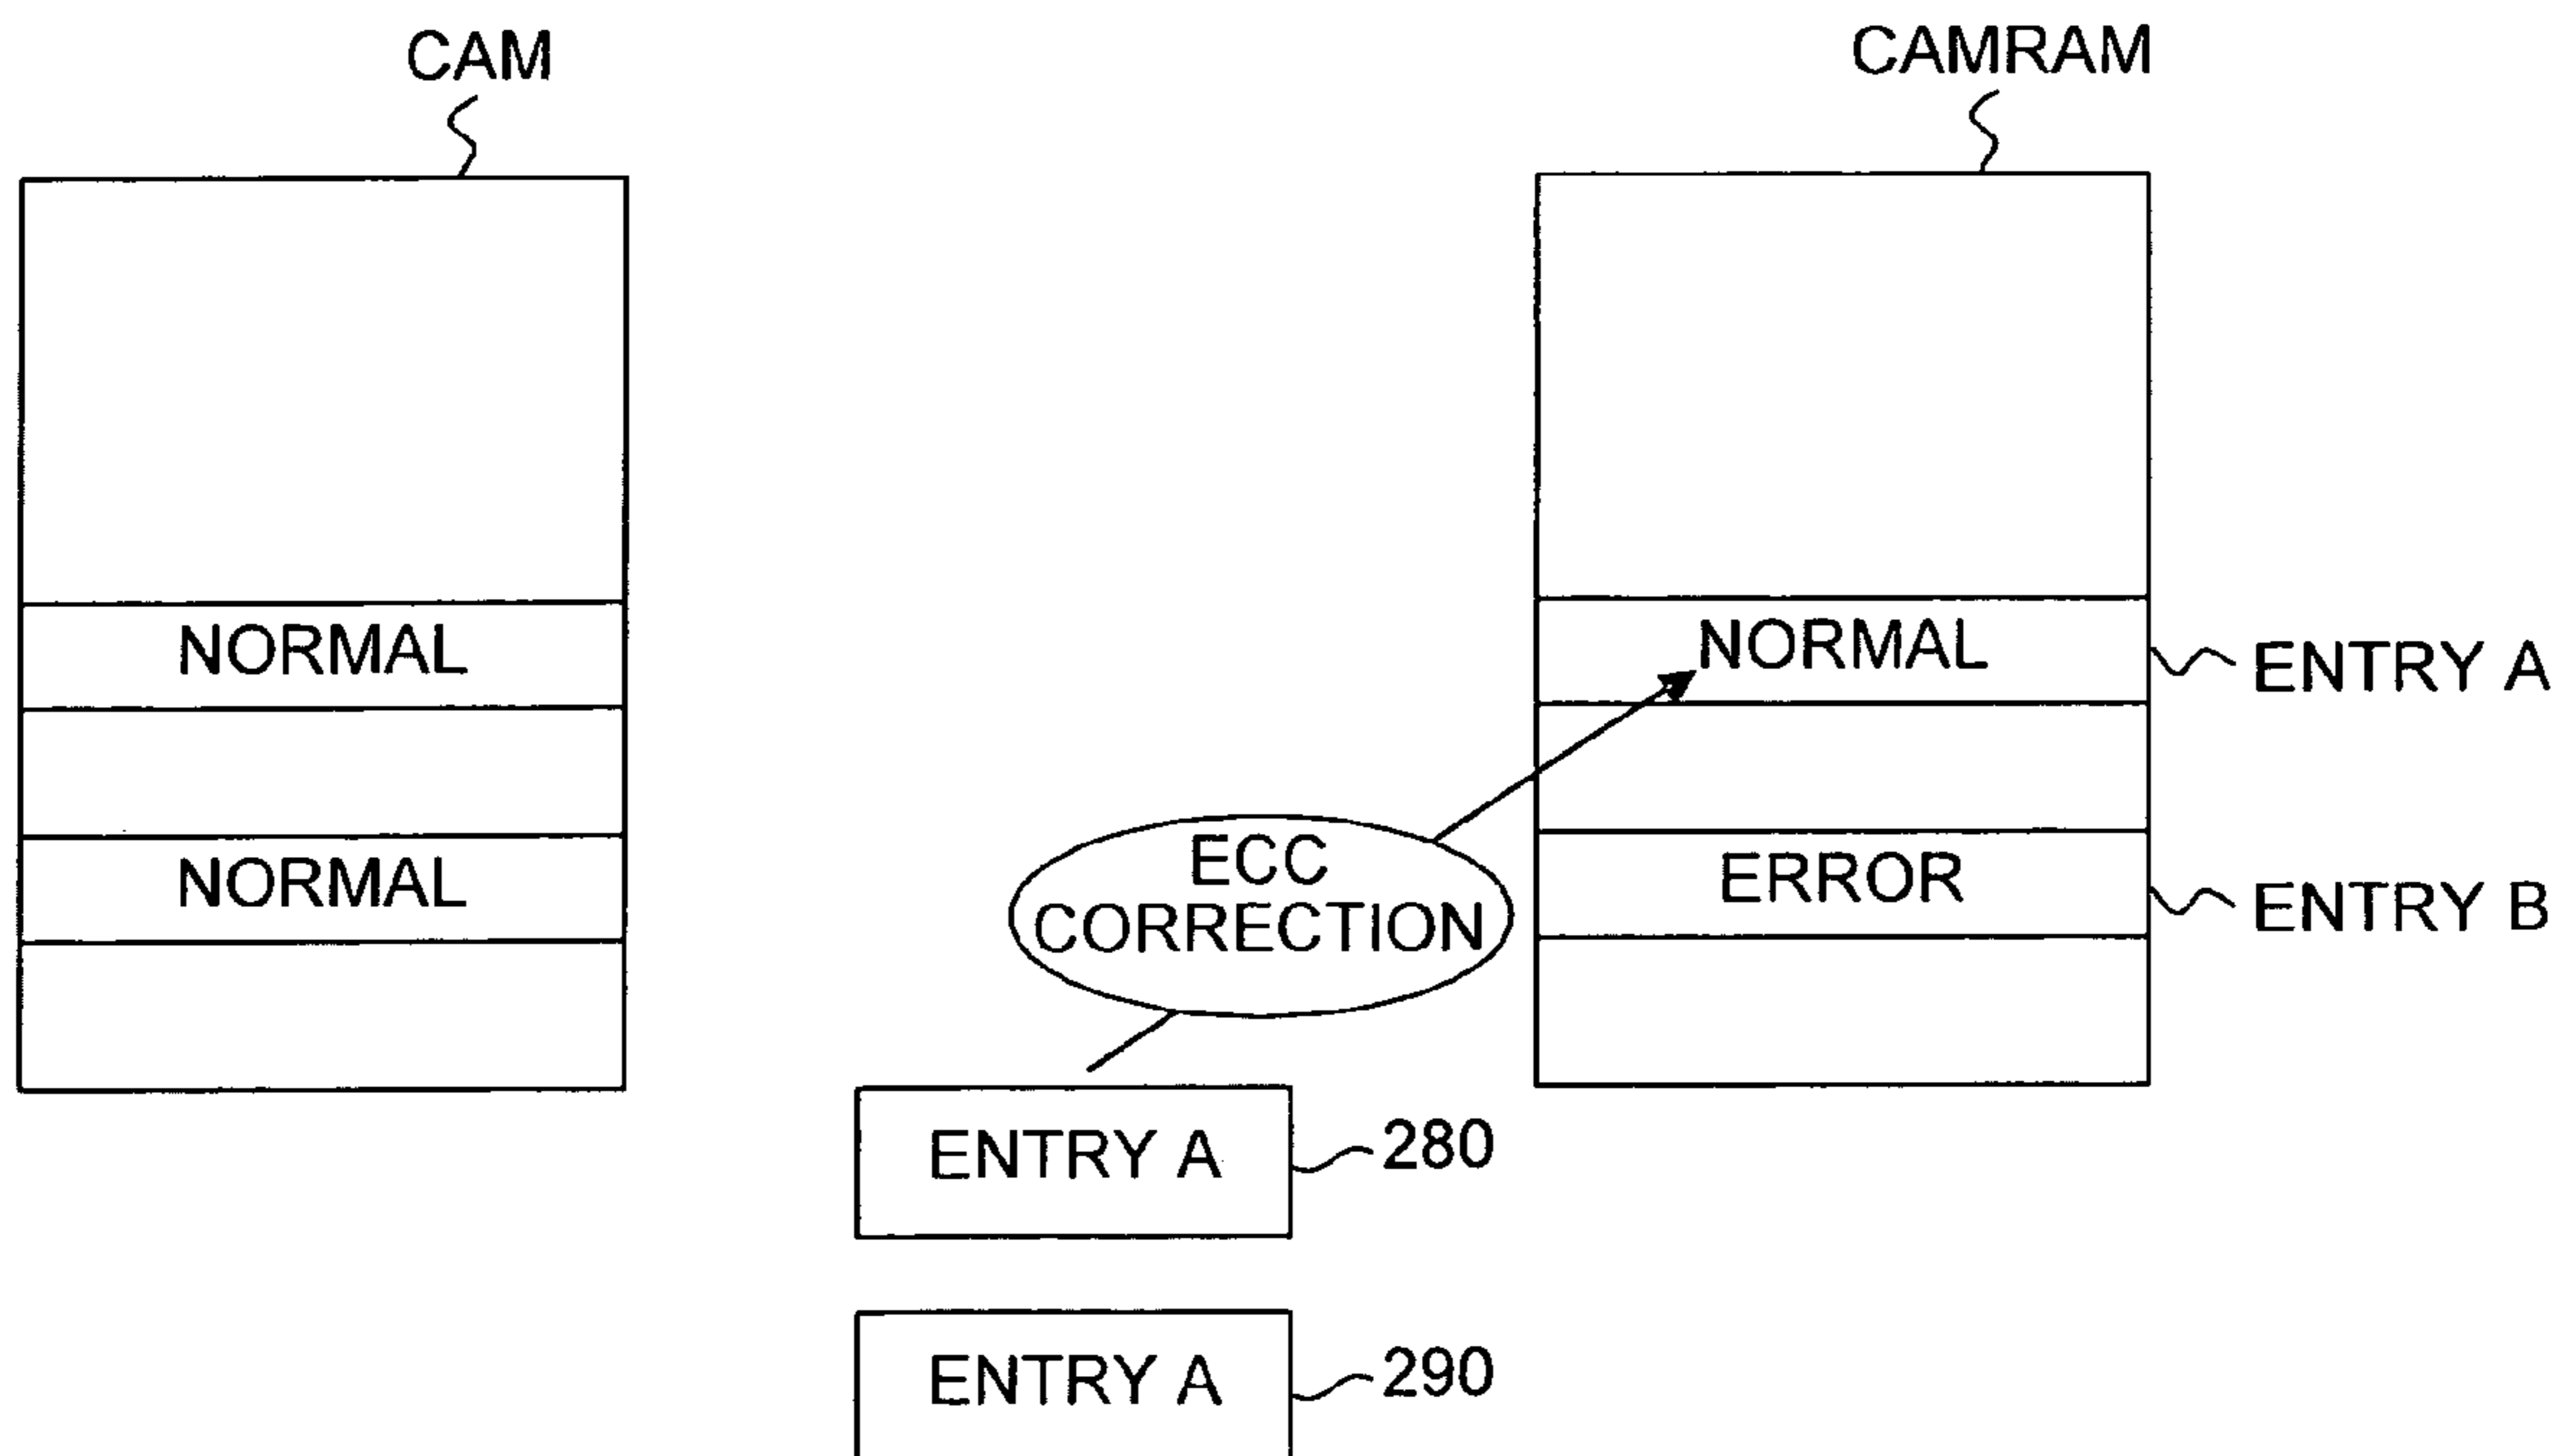 CAM
CAMRAM
NORMAL
NORMAL
ENTRY A
NORMAL
ERROR
ENTRY B
ECC
CORRECTION
ENTRY A
280
ENTRY A
290